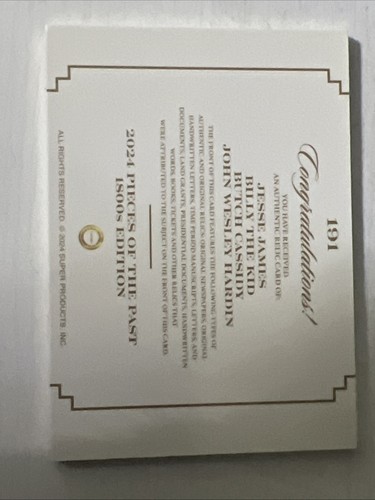 191
Congratulations!
YOU HAVE RECEIVED
AN AUTHENTIC RELIC CARD OF:
JESSE JAMES
BILLY THE KID
BUTCH CASSIDY
JOHN WESLEY HARDIN
THE FRONT OF THIS CARD FEATURES THE FOLLOWING TYPES OF
AUTHENTIC AND ORIGINAL RELICS: ORIGINAL NEWSPAPERS, ORIGINAL
HANDWRITTEN LETTERS, TIME PERIOD MANUSCRIPTS, LETTERS AND
DOCUMENTS, LAND GRANTS, PRESIDENTIAL DOCUMENTS, HANDWRITTEN
WORDS, BOOKS, TICKETS AND OTHER RELICS THAT
WERE ATTRIBUTED TO THE SUBJECT ON THE FRONT OF THIS CARD.
2024 PIECES OF THE PAST
1800s EDITION
ALL RIGHTS RESERVED. © 2024 SUPER PRODUCTS, INC.